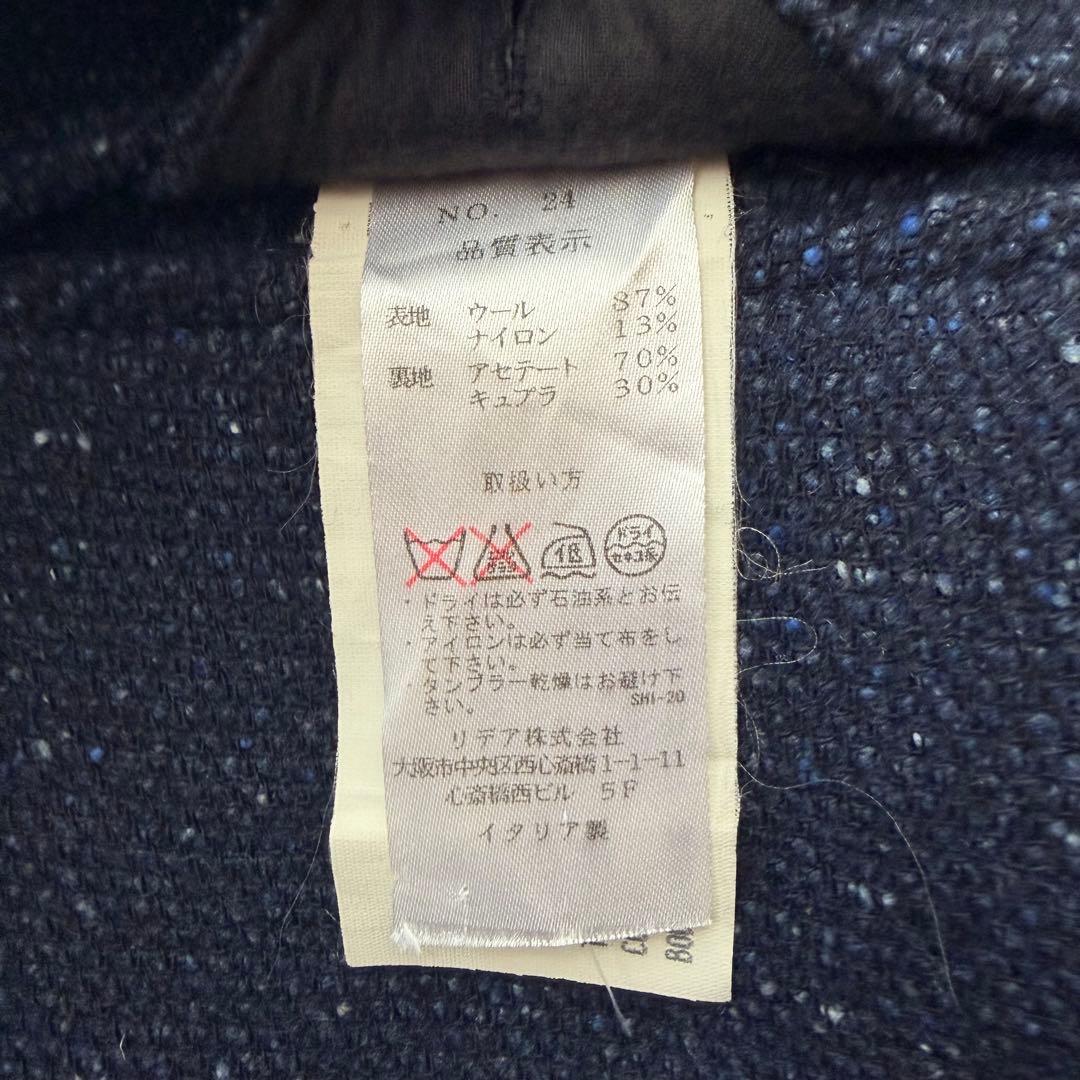 NO. 24
品質表示
表地 ウール 87%
ナイロン 13%
裏地 アセテート 70%
キュプラ 30%
取扱い方
低 ドライ
セキユ系
・ドライは必ず石油系とお伝
え下さい。
・アイロンは必ず当て布をし
て下さい。
・タンブラー乾燥はお避け下
さい。 SHI-20
リデア株式会社
大阪市中央区西心斎橋1-1-11
心斎橋西ビル 5F
イタリア製